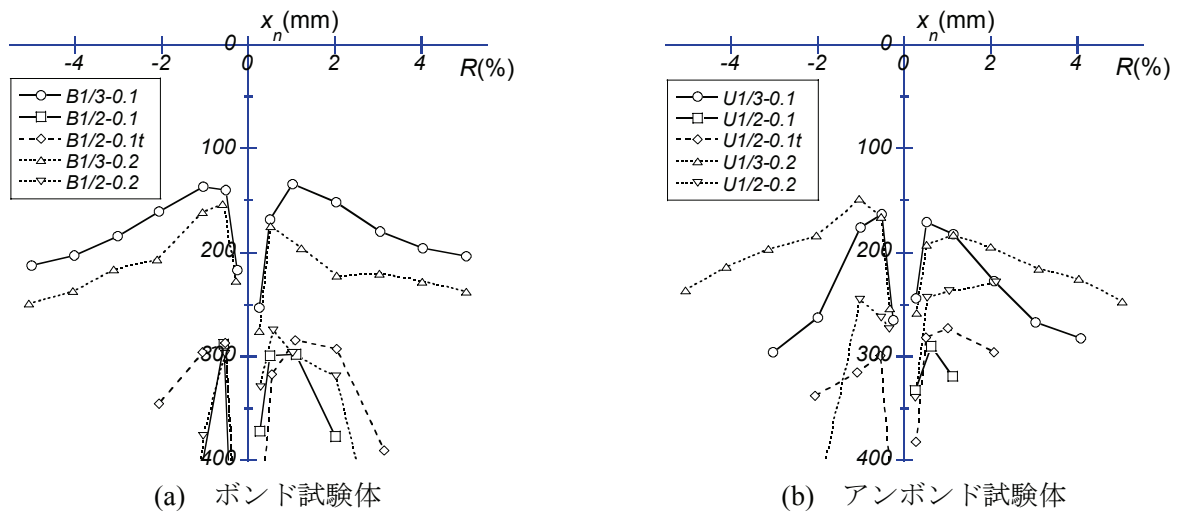 x_n(mm)
0
-4 -2 0 2 4
R(%)
B1/3-0.1
B1/2-0.1
B1/2-0.1t
B1/3-0.2
B1/2-0.2
100
200
300
400
(a) ボンド試験体
x_n(mm)
0
-4 -2 0 2 4
R(%)
U1/3-0.1
U1/2-0.1
U1/2-0.1t
U1/3-0.2
U1/2-0.2
100
200
300
400
(b) アンボンド試験体